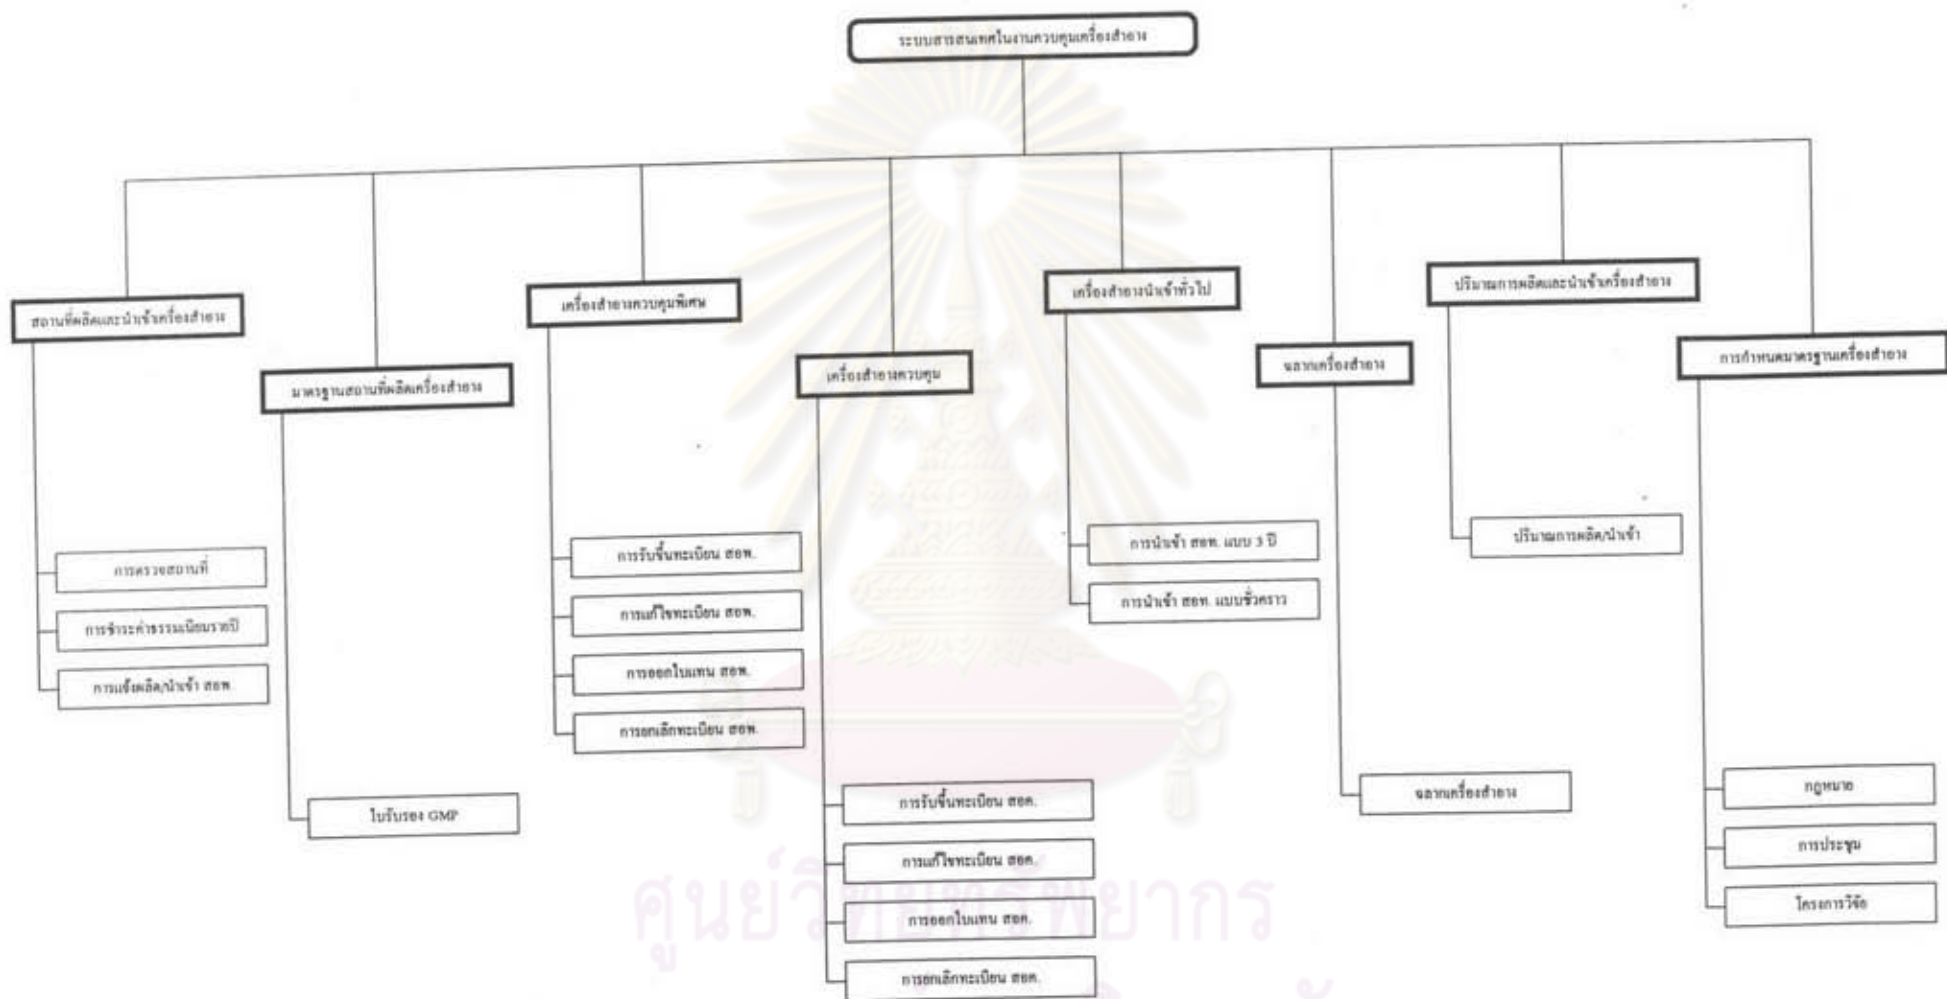 ระบบสารสนเทศในงานควบคุมเครื่องสำอาง
สถานที่ผลิตและนำเข้าเครื่องสำอาง
การตรวจสถานที่
การชำระค่าธรรมเนียมรายปี
การแจ้งผลิต/นำเข้า สอพ
มาตรฐานสถานที่ผลิตเครื่องสำอาง
ใบรับรอง GMP
เครื่องสำอางควบคุมพิเศษ
การรับขึ้นทะเบียน สอพ.
การแก้ไขทะเบียน สอพ.
การออกใบแทน สอพ.
การยกเลิกทะเบียน สอพ.
เครื่องสำอางควบคุม
การรับขึ้นทะเบียน สอค.
การแก้ไขทะเบียน สอค.
การออกใบแทน สอค.
การยกเลิกทะเบียน สอค.
เครื่องสำอางนำเข้าทั่วไป
การนำเข้า สอท. แบบ 3 ปี
การนำเข้า สอท. แบบชั่วคราว
ฉลากเครื่องสำอาง
ฉลากเครื่องสำอาง
ปริมาณการผลิตและนำเข้าเครื่องสำอาง
ปริมาณการผลิต/นำเข้า
การกำหนดมาตรฐานเครื่องสำอาง
กฎหมาย
การประชุม
โครงการวิจัย
ศูนย์วิทยทรัพยากร